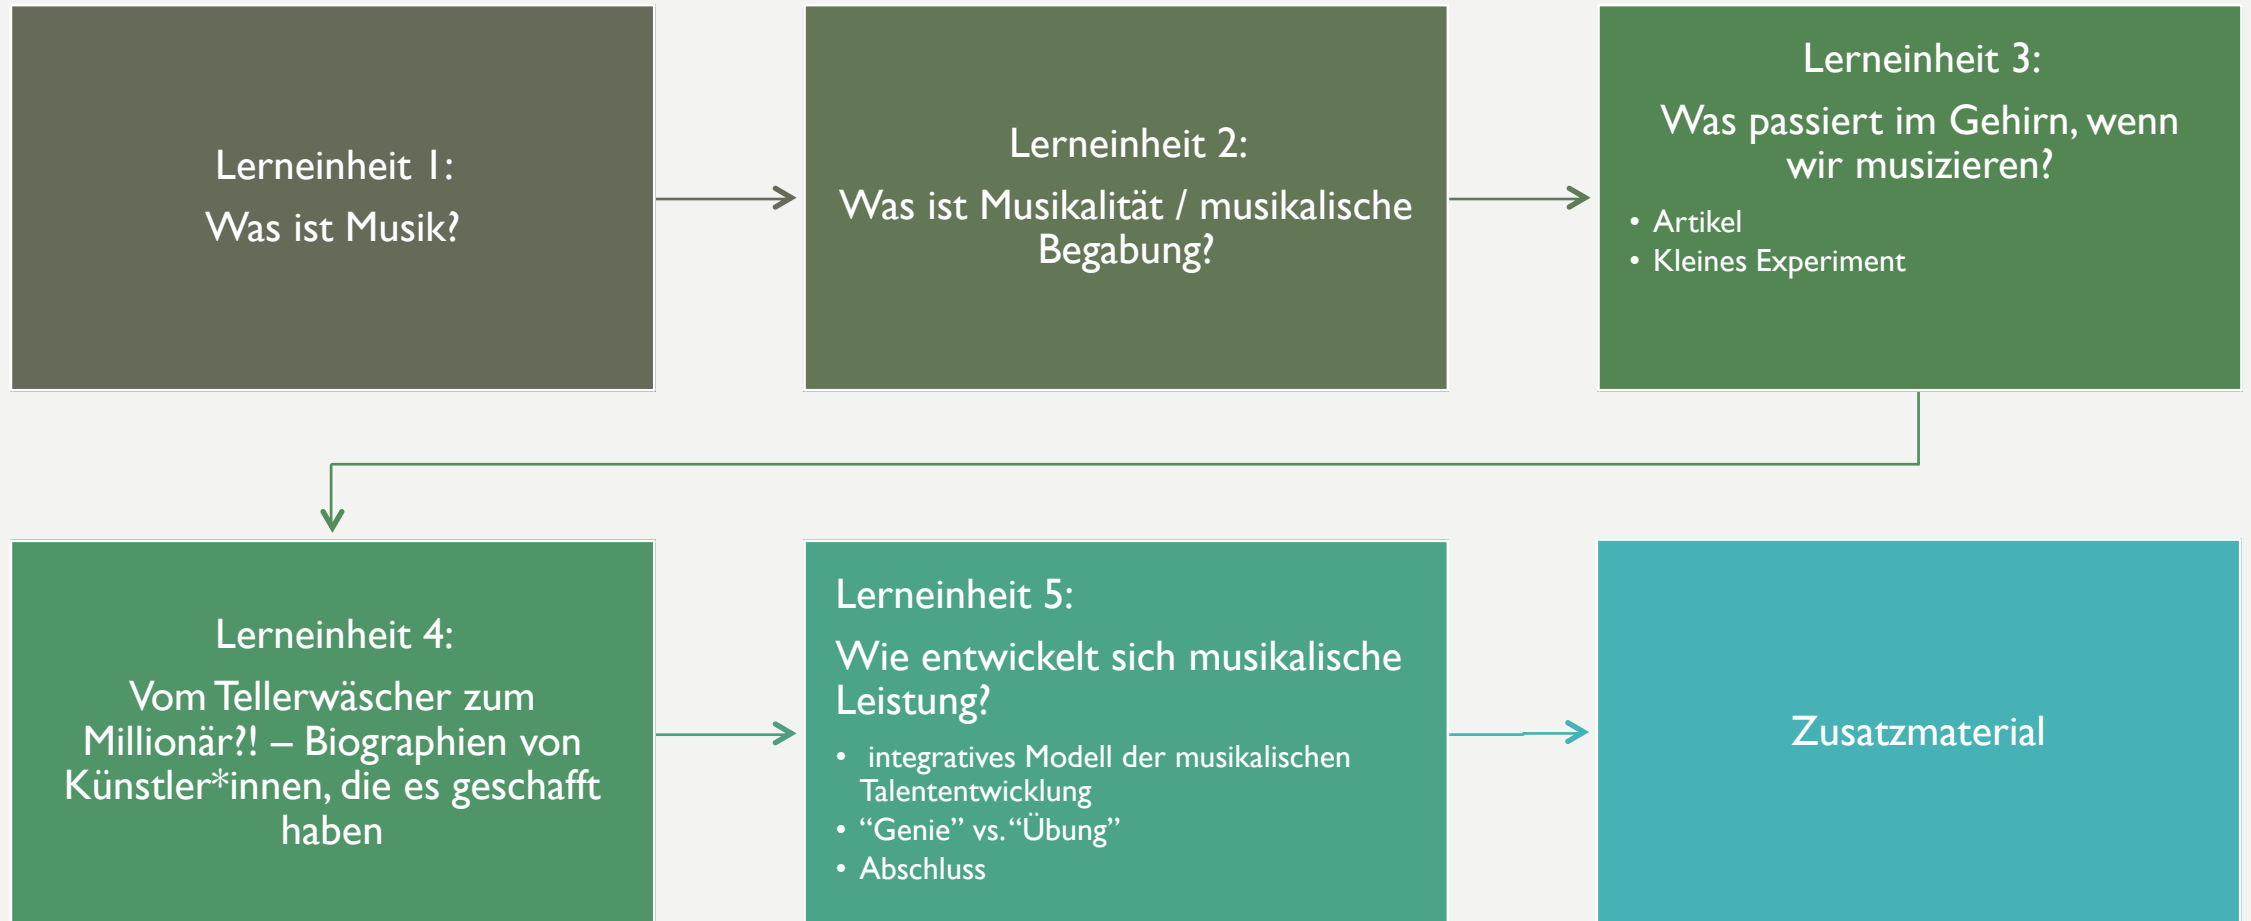 Lerneinheit 1:
Was ist Musik?
Lerneinheit 2:
Was ist Musikalität / musikalische
Begabung?
Lerneinheit 3:
Was passiert im Gehirn, wenn
wir musizieren?
• Artikel
• Kleines Experiment
Lerneinheit 4:
Vom Tellerwäscher zum
Millionär?! – Biographien von
Künstler*innen, die es geschafft
haben
Lerneinheit 5:
Wie entwickelt sich musikalische
Leistung?
• integratives Modell der musikalischen
Talententwicklung
• “Genie” vs. “Übung”
• Abschluss
Zusatzmaterial